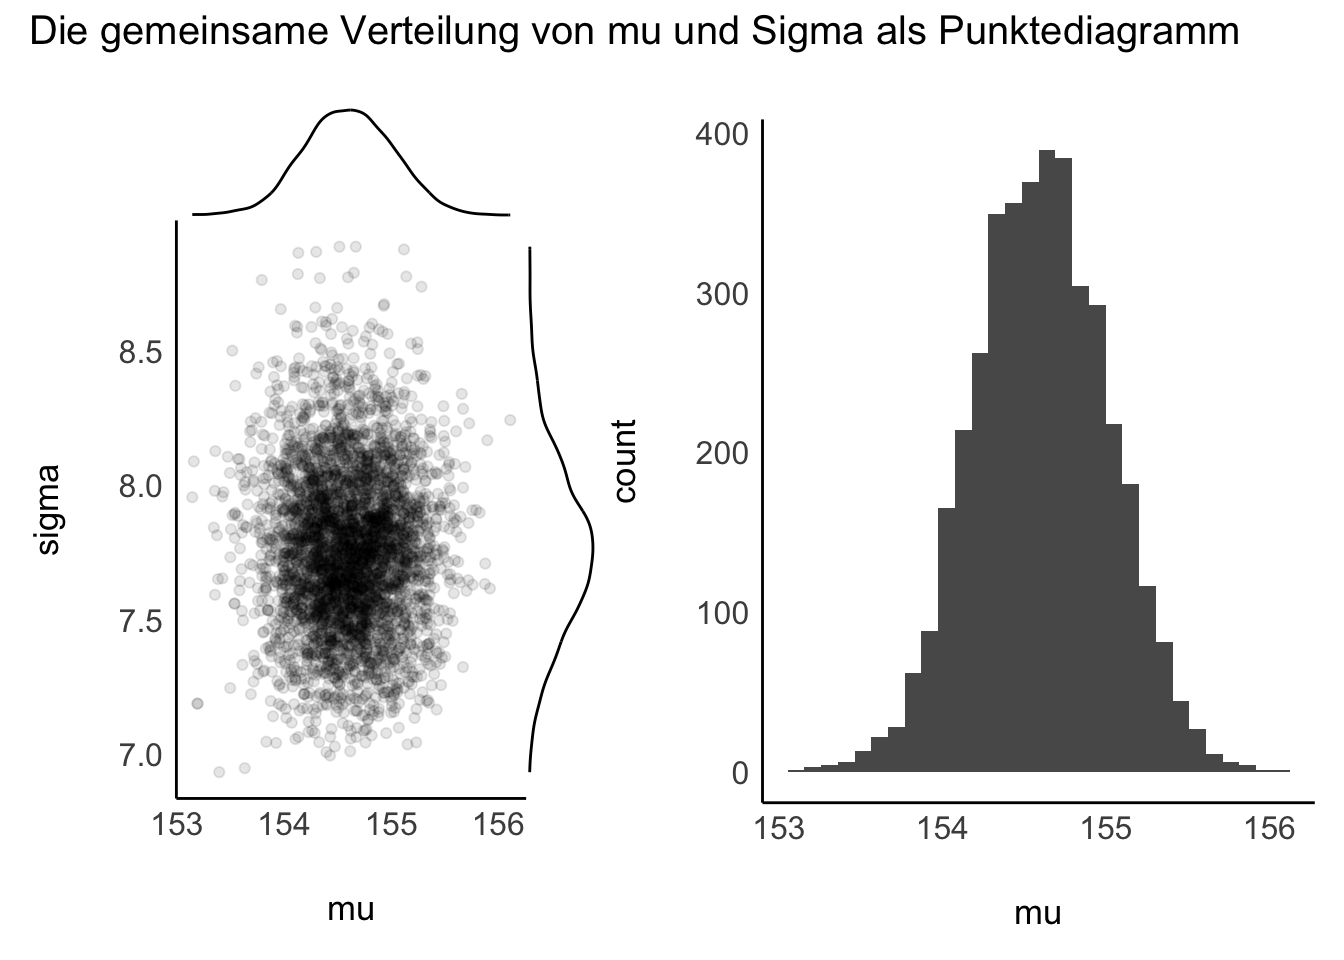 Die gemeinsame Verteilung von mu und Sigma als Punktediagramm
sigma
8.5
8.0
7.5
7.0
153 154 155 156
mu
count
400
300
200
100
0
153 154 155 156
mu